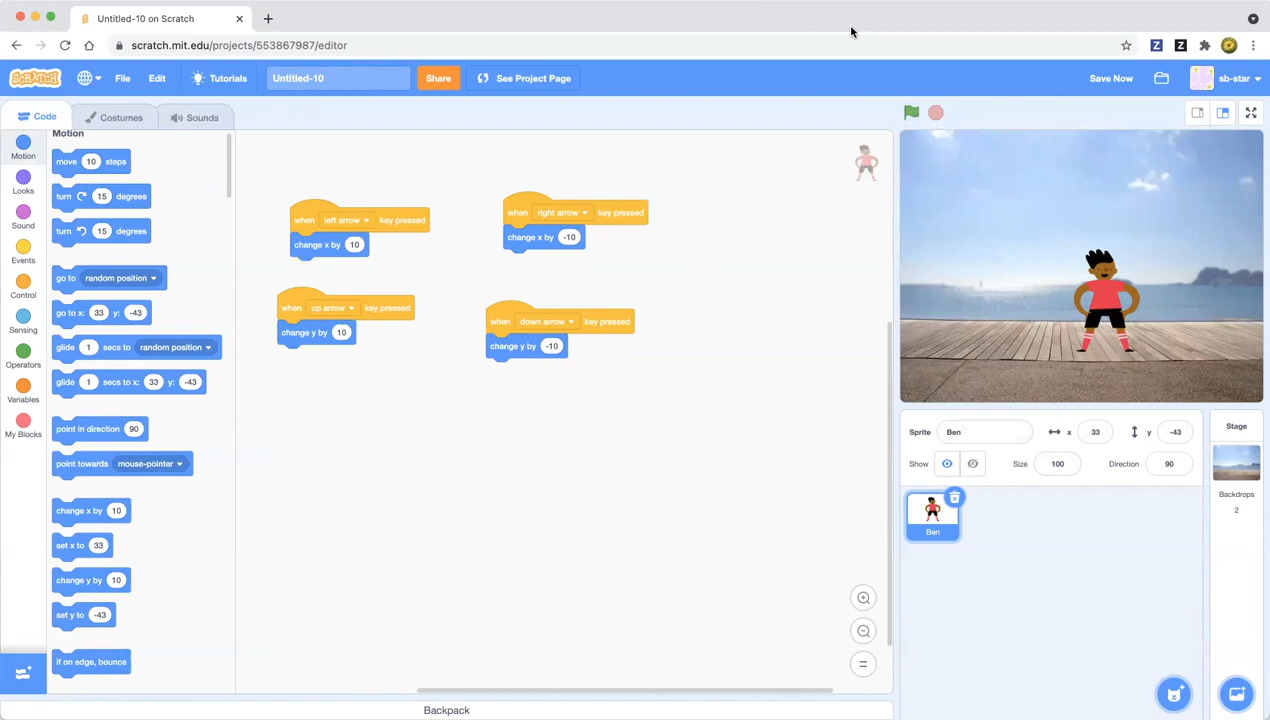 Untitled-10 on Scratch
scratch.mit.edu/projects/553867987/editor
SCRATCH File Edit Tutorials Untitled-10 Share See Project Page Save Now sb-star
Code Costumes Sounds
Motion
Looks
Sound
Events
Control
Sensing
Operators
Variables
My Blocks
Motion
move 10 steps
turn 15 degrees
turn 15 degrees
go to random position
go to x: 33 y: -43
glide 1 secs to random position
glide 1 secs to x: 33 y: -43
point in direction 90
point towards mouse-pointer
change x by 10
set x to 33
change y by 10
set y to -43
if on edge, bounce
when left arrow key pressed
change x by 10
when right arrow key pressed
change x by -10
when up arrow key pressed
change y by 10
when down arrow key pressed
change y by -10
Sprite Ben x 33 y -43
Show Size 100 Direction 90
Ben
Stage
Backdrops
2
Backpack